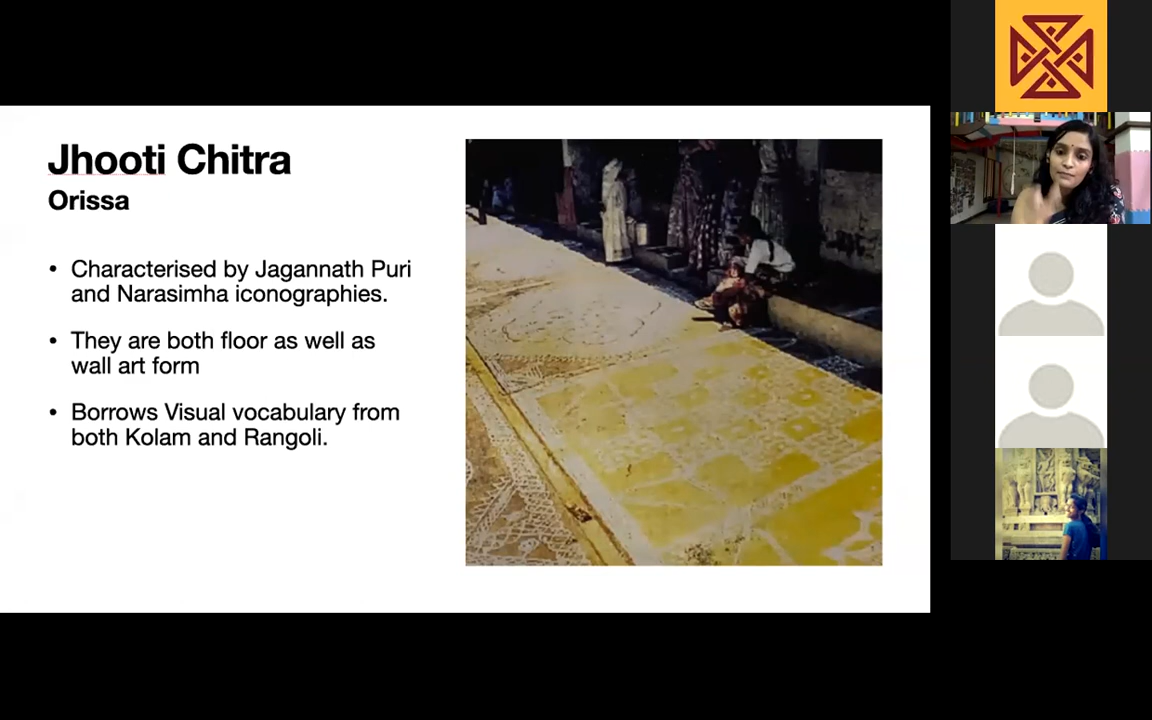 Jhooti Chitra
Orissa
• Characterised by Jagannath Puri
and Narasimha iconographies.
• They are both floor as well as
wall art form
• Borrows Visual vocabulary from
both Kolam and Rangoli.